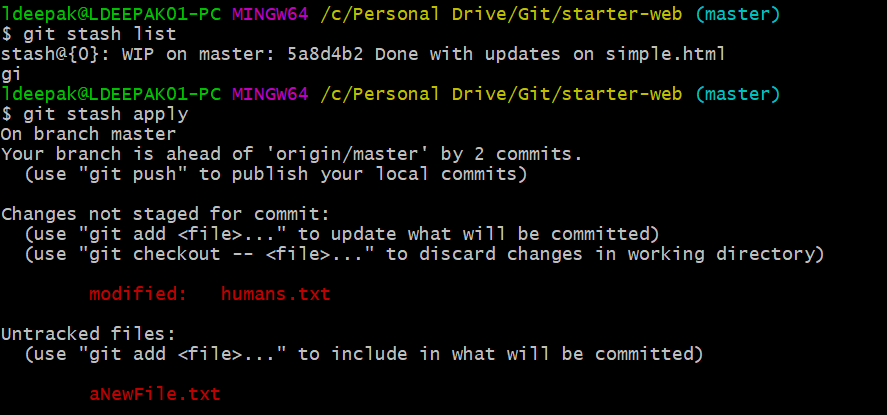 ldeepak@LDEEPAK01-PC MINGW64 /c/Personal Drive/Git/starter-web (master)
$ git stash list
stash@{0}: WIP on master: 5a8d4b2 Done with updates on simple.html
gi
ldeepak@LDEEPAK01-PC MINGW64 /c/Personal Drive/Git/starter-web (master)
$ git stash apply
On branch master
Your branch is ahead of 'origin/master' by 2 commits.
  (use "git push" to publish your local commits)

Changes not staged for commit:
  (use "git add <file>..." to update what will be committed)
  (use "git checkout -- <file>..." to discard changes in working directory)

        modified:   humans.txt

Untracked files:
  (use "git add <file>..." to include in what will be committed)

        aNewFile.txt